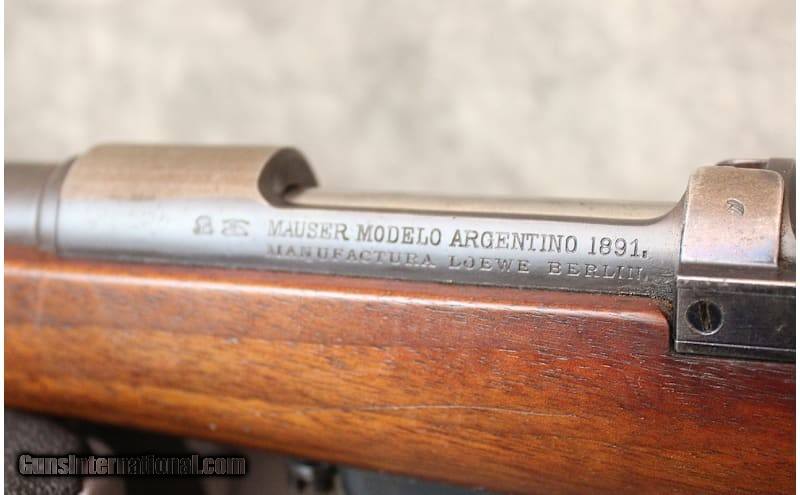 MAUSER MODELO ARGENTINO 1891.
MANUFACTURA LOEWE BERLIN.
GunsInternational.com